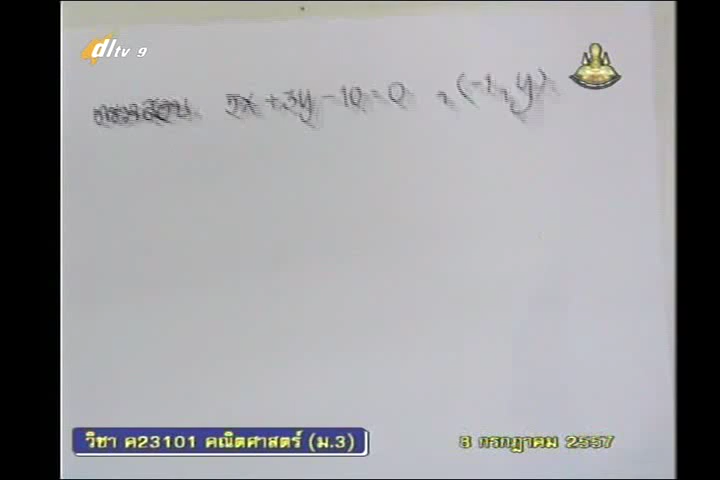 dltv 9
5x + 3y - 10 = 0 , (-1, y)
วิชา ค23101 คณิตศาสตร์ (ม.3)
8 กรกฎาคม 2557